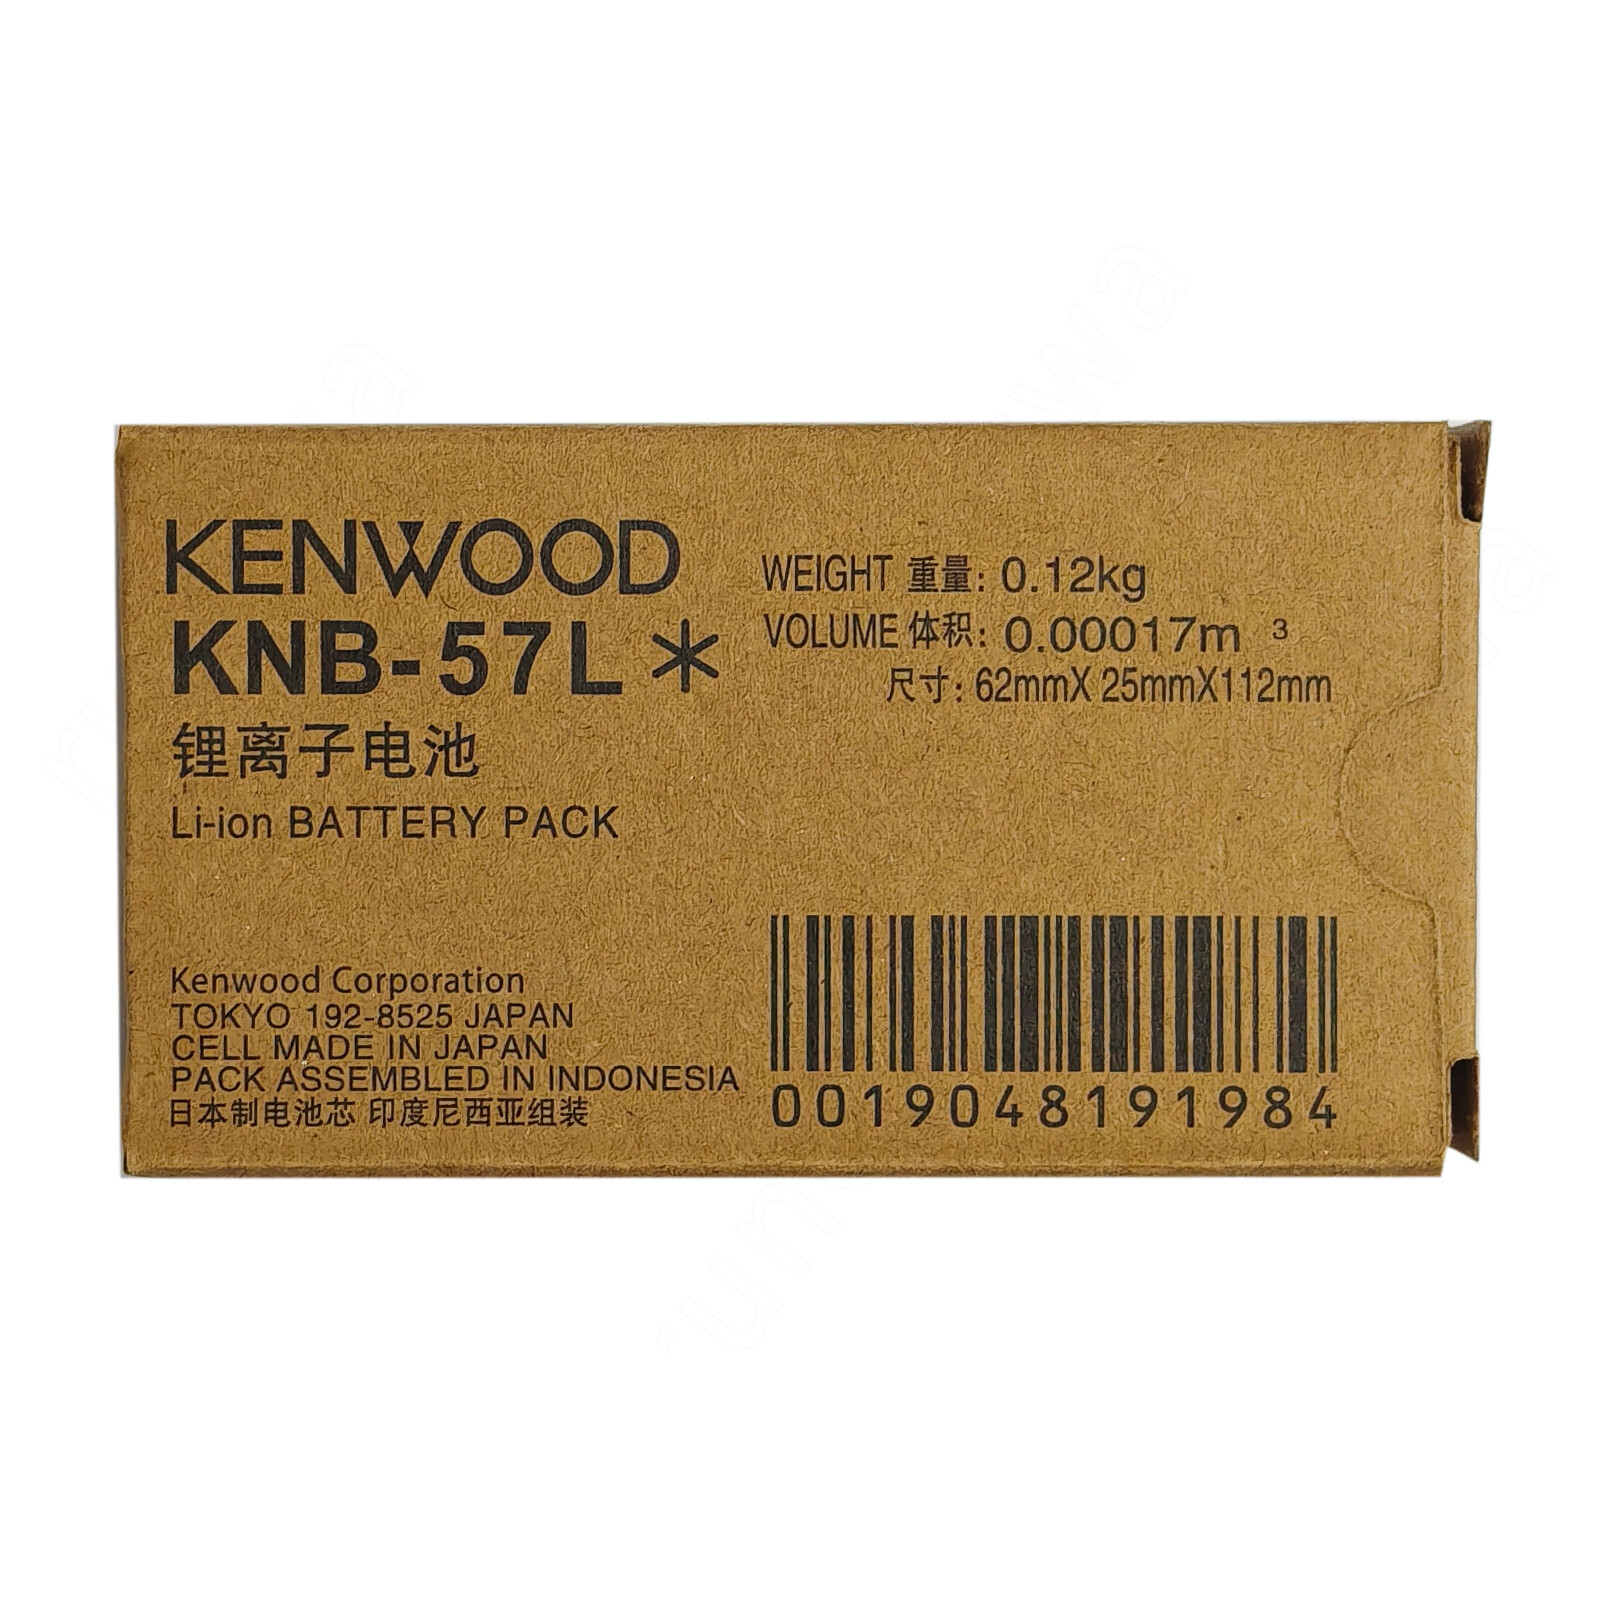 KENWOOD
KNB-57L*
锂离子电池
Li-ion BATTERY PACK
WEIGHT 重量: 0.12kg
VOLUME 体积: 0.00017m 3
尺寸: 62mmX 25mmX112mm
Kenwood Corporation
TOKYO 192-8525 JAPAN
CELL MADE IN JAPAN
PACK ASSEMBLED IN INDONESIA
日本制电池芯 印度尼西亚组装
0019048191984